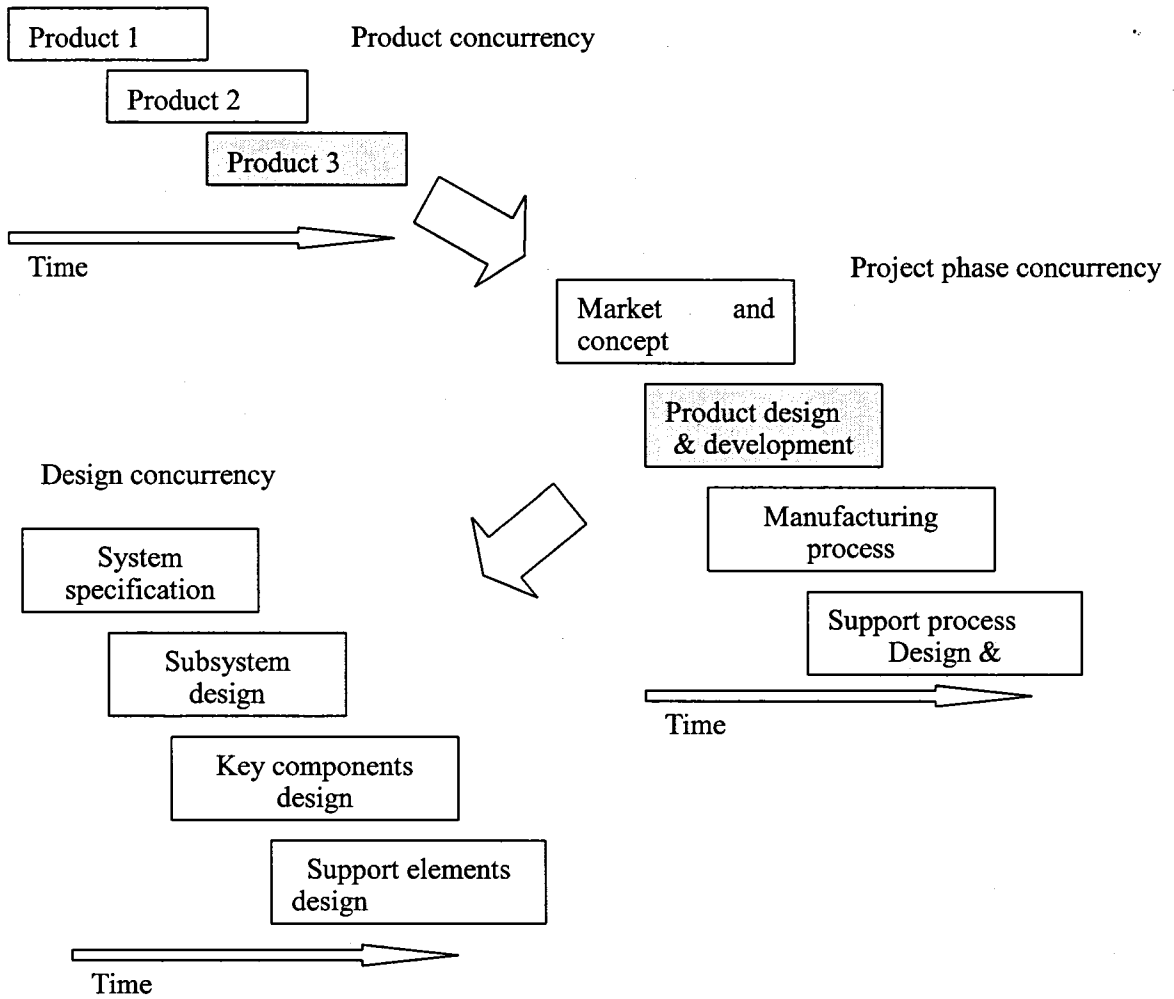 Product 1
Product concurrency
Product 2
Product 3
Time
Project phase concurrency
Market and
concept
Product design
& development
Design concurrency
Manufacturing
process
System
specification
Support process
Design &
Subsystem
design
Time
Key components
design
Support elements
design
Time